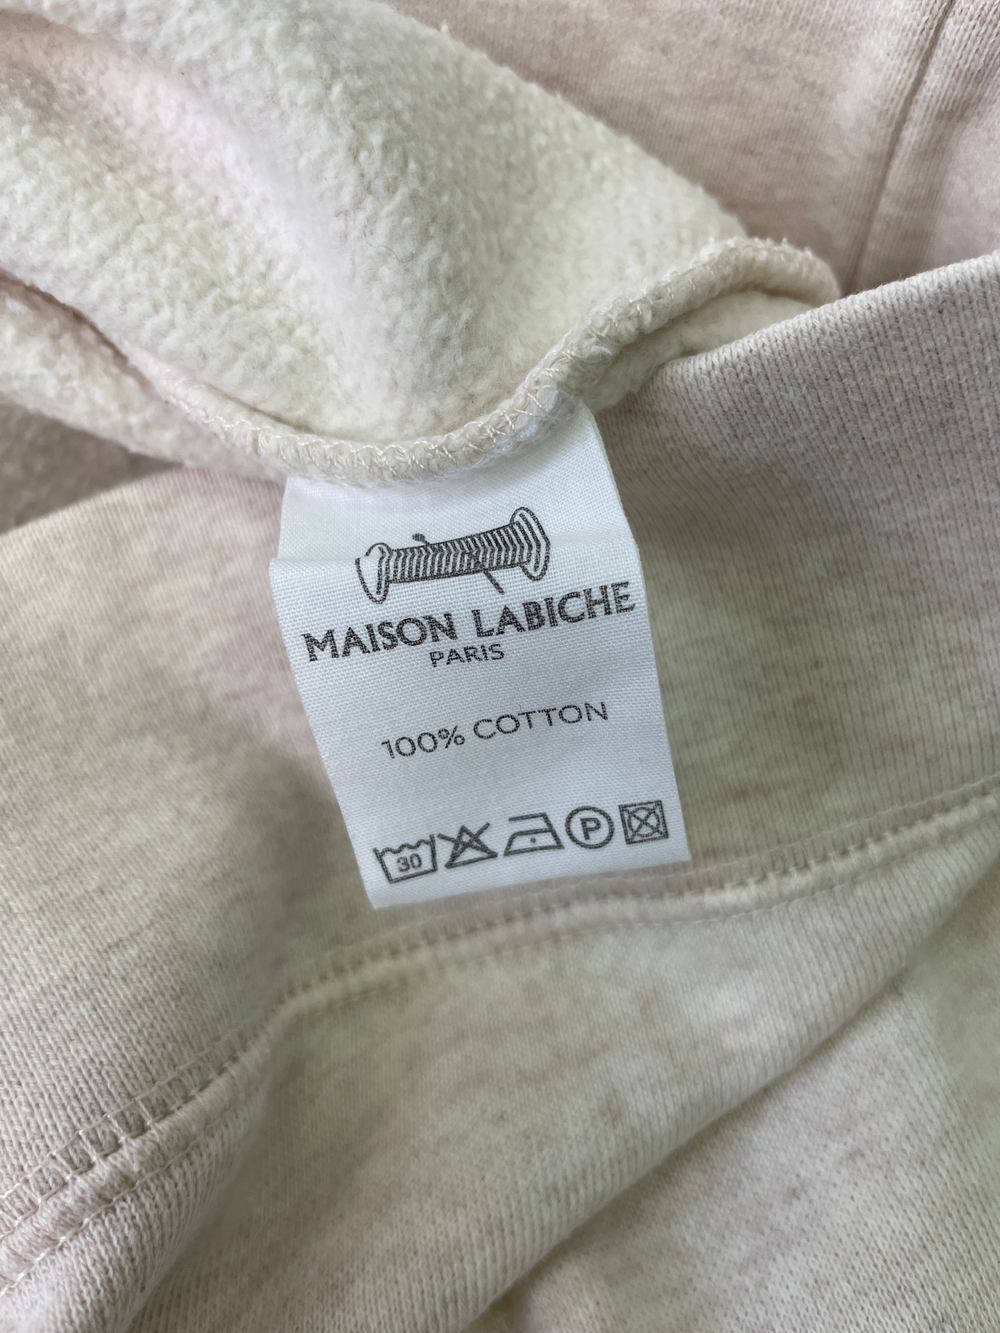 MAISON LABICHE
PARIS
100% COTTON
30 P